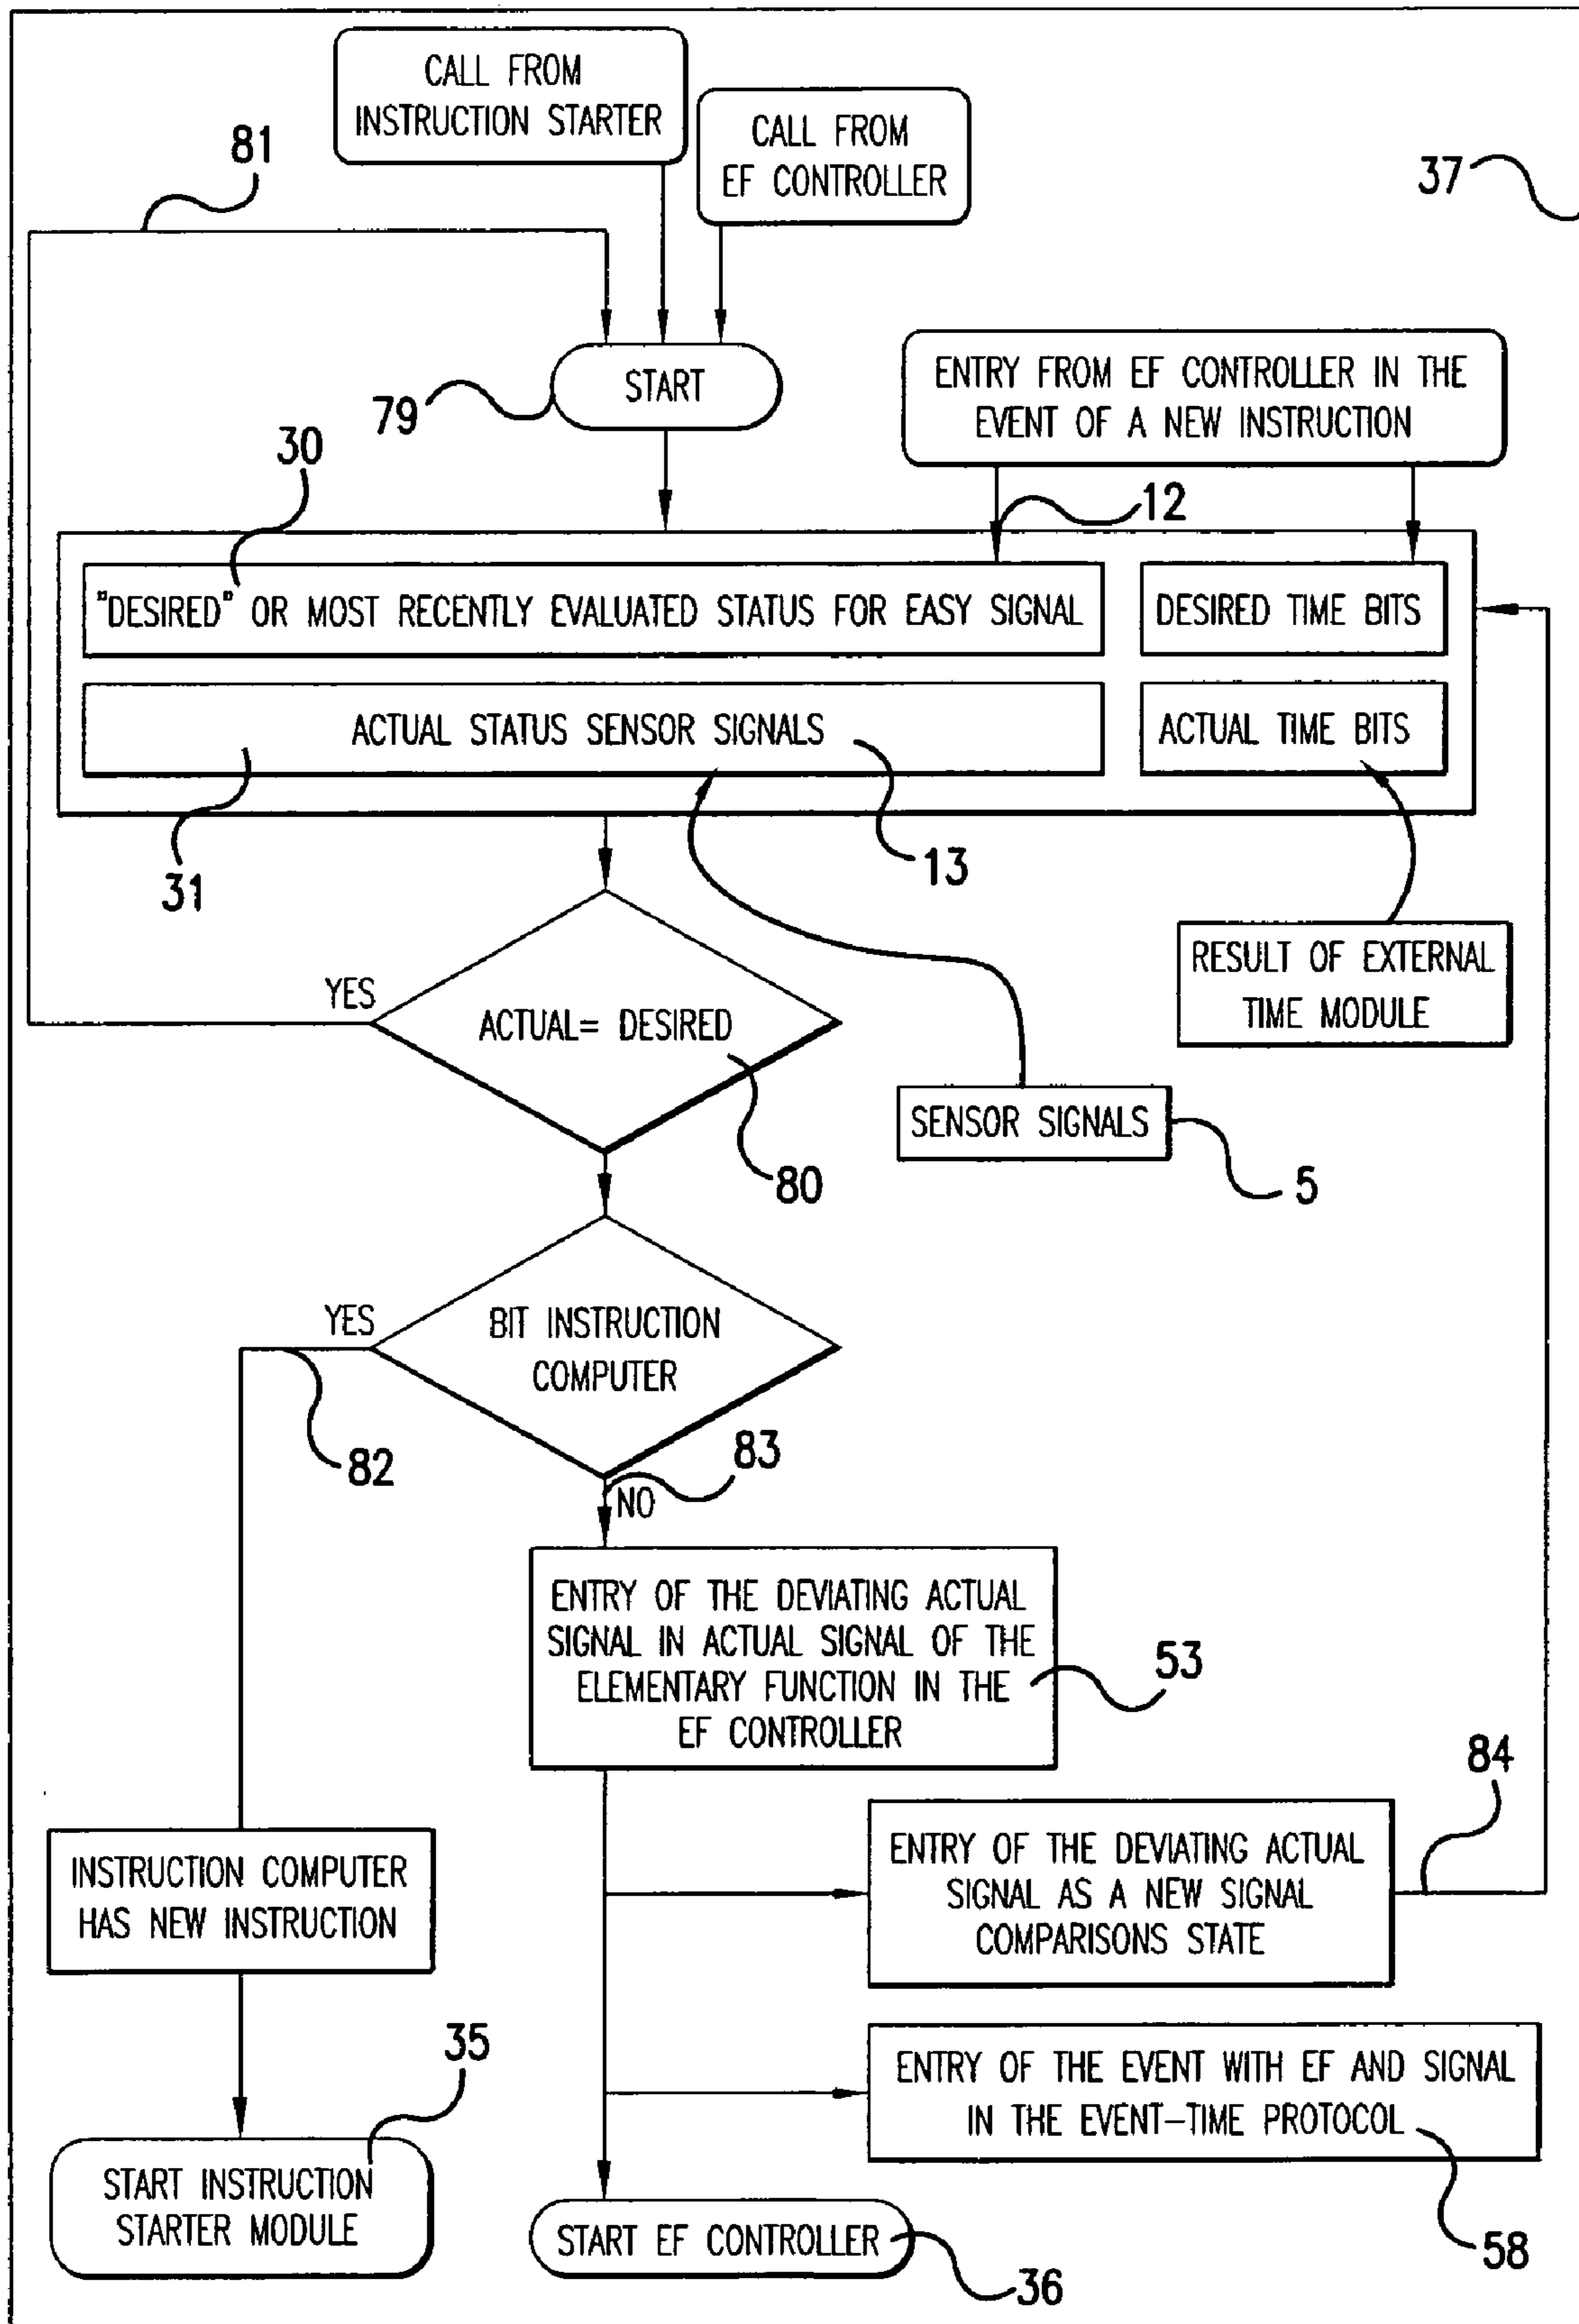 CALL FROM
INSTRUCTION STARTER
CALL FROM
EF CONTROLLER
81
37
START
79
ENTRY FROM EF CONTROLLER IN THE
EVENT OF A NEW INSTRUCTION
30
12
"DESIRED" OR MOST RECENTLY EVALUATED STATUS FOR EASY SIGNAL
DESIRED TIME BITS
ACTUAL STATUS SENSOR SIGNALS
ACTUAL TIME BITS
31
13
RESULT OF EXTERNAL
TIME MODULE
YES
ACTUAL= DESIRED
SENSOR SIGNALS
80
5
YES
BIT INSTRUCTION
COMPUTER
82
83
NO
ENTRY OF THE DEVIATING ACTUAL
SIGNAL IN ACTUAL SIGNAL OF THE
ELEMENTARY FUNCTION IN THE
EF CONTROLLER
53
84
INSTRUCTION COMPUTER
HAS NEW INSTRUCTION
ENTRY OF THE DEVIATING ACTUAL
SIGNAL AS A NEW SIGNAL
COMPARISONS STATE
35
ENTRY OF THE EVENT WITH EF AND SIGNAL
IN THE EVENT-TIME PROTOCOL
START INSTRUCTION
STARTER MODULE
START EF CONTROLLER
58
36